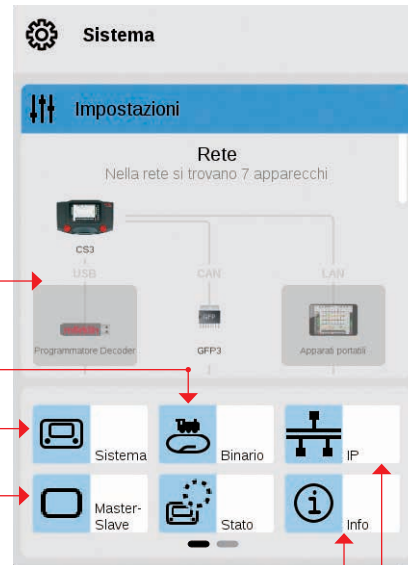 Sistema
Impostazioni
Rete
Nella rete si trovano 7 apparecchi
CS3
USB
CAN
LAN
GFP
Programmatore Decoder
GFP3
Apparati portatili
Sistema
Binario
IP
Master-
Slave
Stato
Info